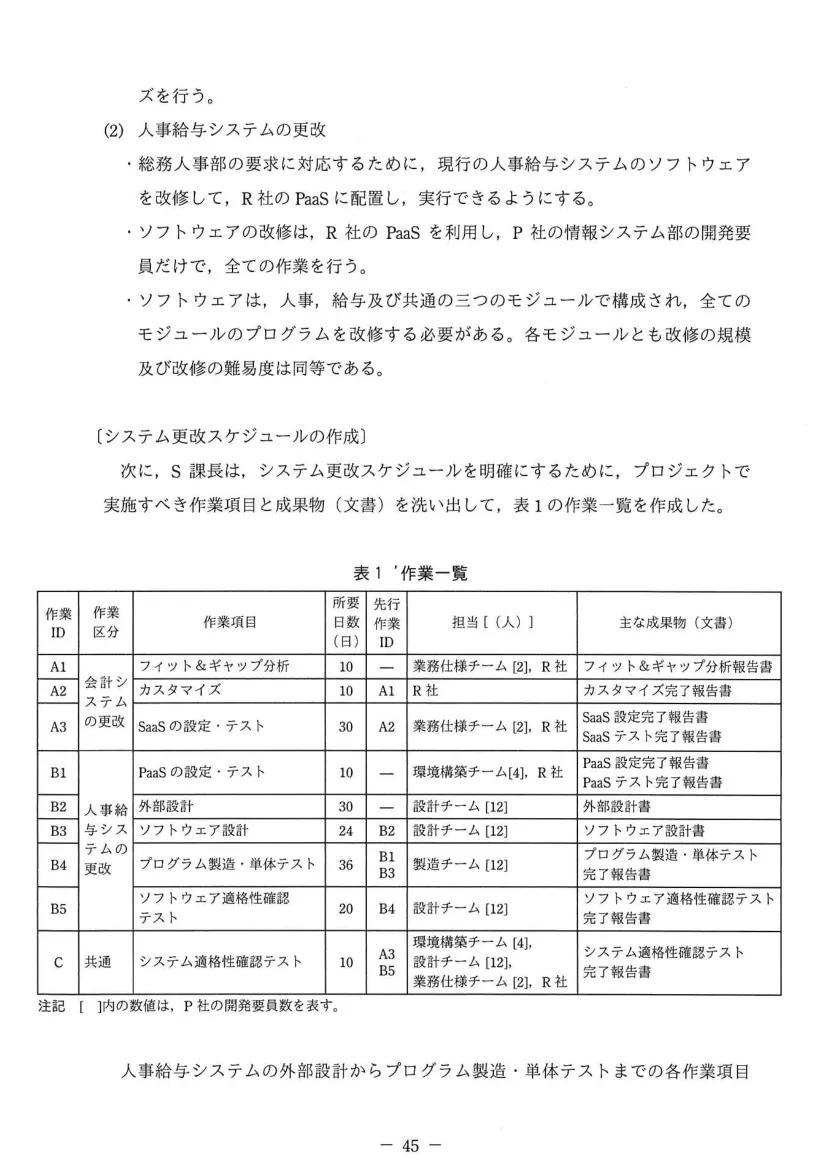 ズを行う。
(2) 人事給与システムの更改
・総務人事部の要求に対応するために，現行の人事給与システムのソフトウェア
を改修して，R 社の PaaS に配置し，実行できるようにする。
・ソフトウェアの改修は，R 社の PaaS を利用し，P 社の情報システム部の開発要
員だけで，全ての作業を行う。
・ソフトウェアは，人事，給与及び共通の三つのモジュールで構成され，全ての
モジュールのプログラムを改修する必要がある。各モジュールとも改修の規模
及び改修の難易度は同等である。
〔システム更改スケジュールの作成〕
次に，S 課長は，システム更改スケジュールを明確にするために，プロジェクトで
実施すべき作業項目と成果物（文書）を洗い出して，表 1 の作業一覧を作成した。
表 1 作業一覧
作業ID 作業区分 作業項目 所要日数（日） 先行作業ID 担当 [（人）] 主な成果物（文書）
A1 会計システムの更改 フィット＆ギャップ分析 10 — 業務仕様チーム [2]，R 社 フィット＆ギャップ分析報告書
A2 カスタマイズ 10 A1 R 社 カスタマイズ完了報告書
A3 SaaS の設定・テスト 30 A2 業務仕様チーム [2]，R 社 SaaS 設定完了報告書
SaaS テスト完了報告書
B1 人事給与システムの更改 PaaS の設定・テスト 10 — 環境構築チーム[4]，R 社 PaaS 設定完了報告書
PaaS テスト完了報告書
B2 外部設計 30 — 設計チーム [12] 外部設計書
B3 ソフトウェア設計 24 B2 設計チーム [12] ソフトウェア設計書
B4 プログラム製造・単体テスト 36 B1 B3 製造チーム [12] プログラム製造・単体テスト
完了報告書
B5 ソフトウェア適格性確認テスト 20 B4 設計チーム [12] ソフトウェア適格性確認テスト
完了報告書
C 共通 システム適格性確認テスト 10 A3 B5 環境構築チーム [4]，設計チーム [12]，業務仕様チーム [2]，R 社 システム適格性確認テスト
完了報告書
注記 [ ]内の数値は，P 社の開発要員数を表す。
人事給与システムの外部設計からプログラム製造・単体テストまでの各作業項目
— 45 —